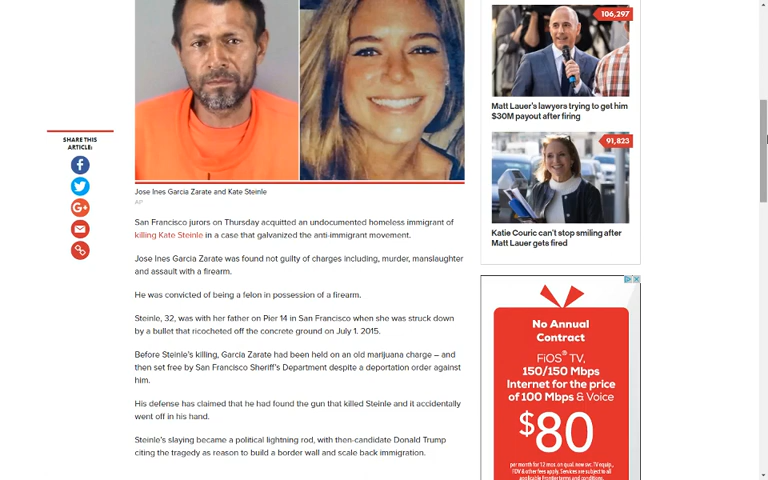 106,297
Matt Lauer's lawyers trying to get him
$30M payout after firing
91,823
Katie Couric can't stop smiling after
Matt Lauer gets fired
SHARE THIS
ARTICLE:
Jose Ines Garcia Zarate and Kate Steinle
AP
San Francisco jurors on Thursday acquitted an undocumented homeless immigrant of
killing Kate Steinle in a case that galvanized the anti-immigrant movement.
Jose Ines Garcia Zarate was found not guilty of charges including, murder, manslaughter
and assault with a firearm.
He was convicted of being a felon in possession of a firearm.
Steinle, 32, was with her father on Pier 14 in San Francisco when she was struck down
by a bullet that ricocheted off the concrete ground on July 1, 2015.
Before Steinle's killing, Garcia Zarate had been held on an old marijuana charge – and
then set free by San Francisco Sheriff's Department despite a deportation order against
him.
His defense has claimed that he had found the gun that killed Steinle and it accidentally
went off in his hand.
Steinle's slaying became a political lightning rod, with then-candidate Donald Trump
citing the tragedy as reason to build a border wall and scale back immigration.
No Annual
Contract
FiOS® TV,
150/150 Mbps
Internet for the price
of 100 Mbps & Voice
$80
per month for 12 mos. on qual. new svc. TV equip.,
FDV & other fees apply. Services are subject to all
applicable Frontier terms and conditions.